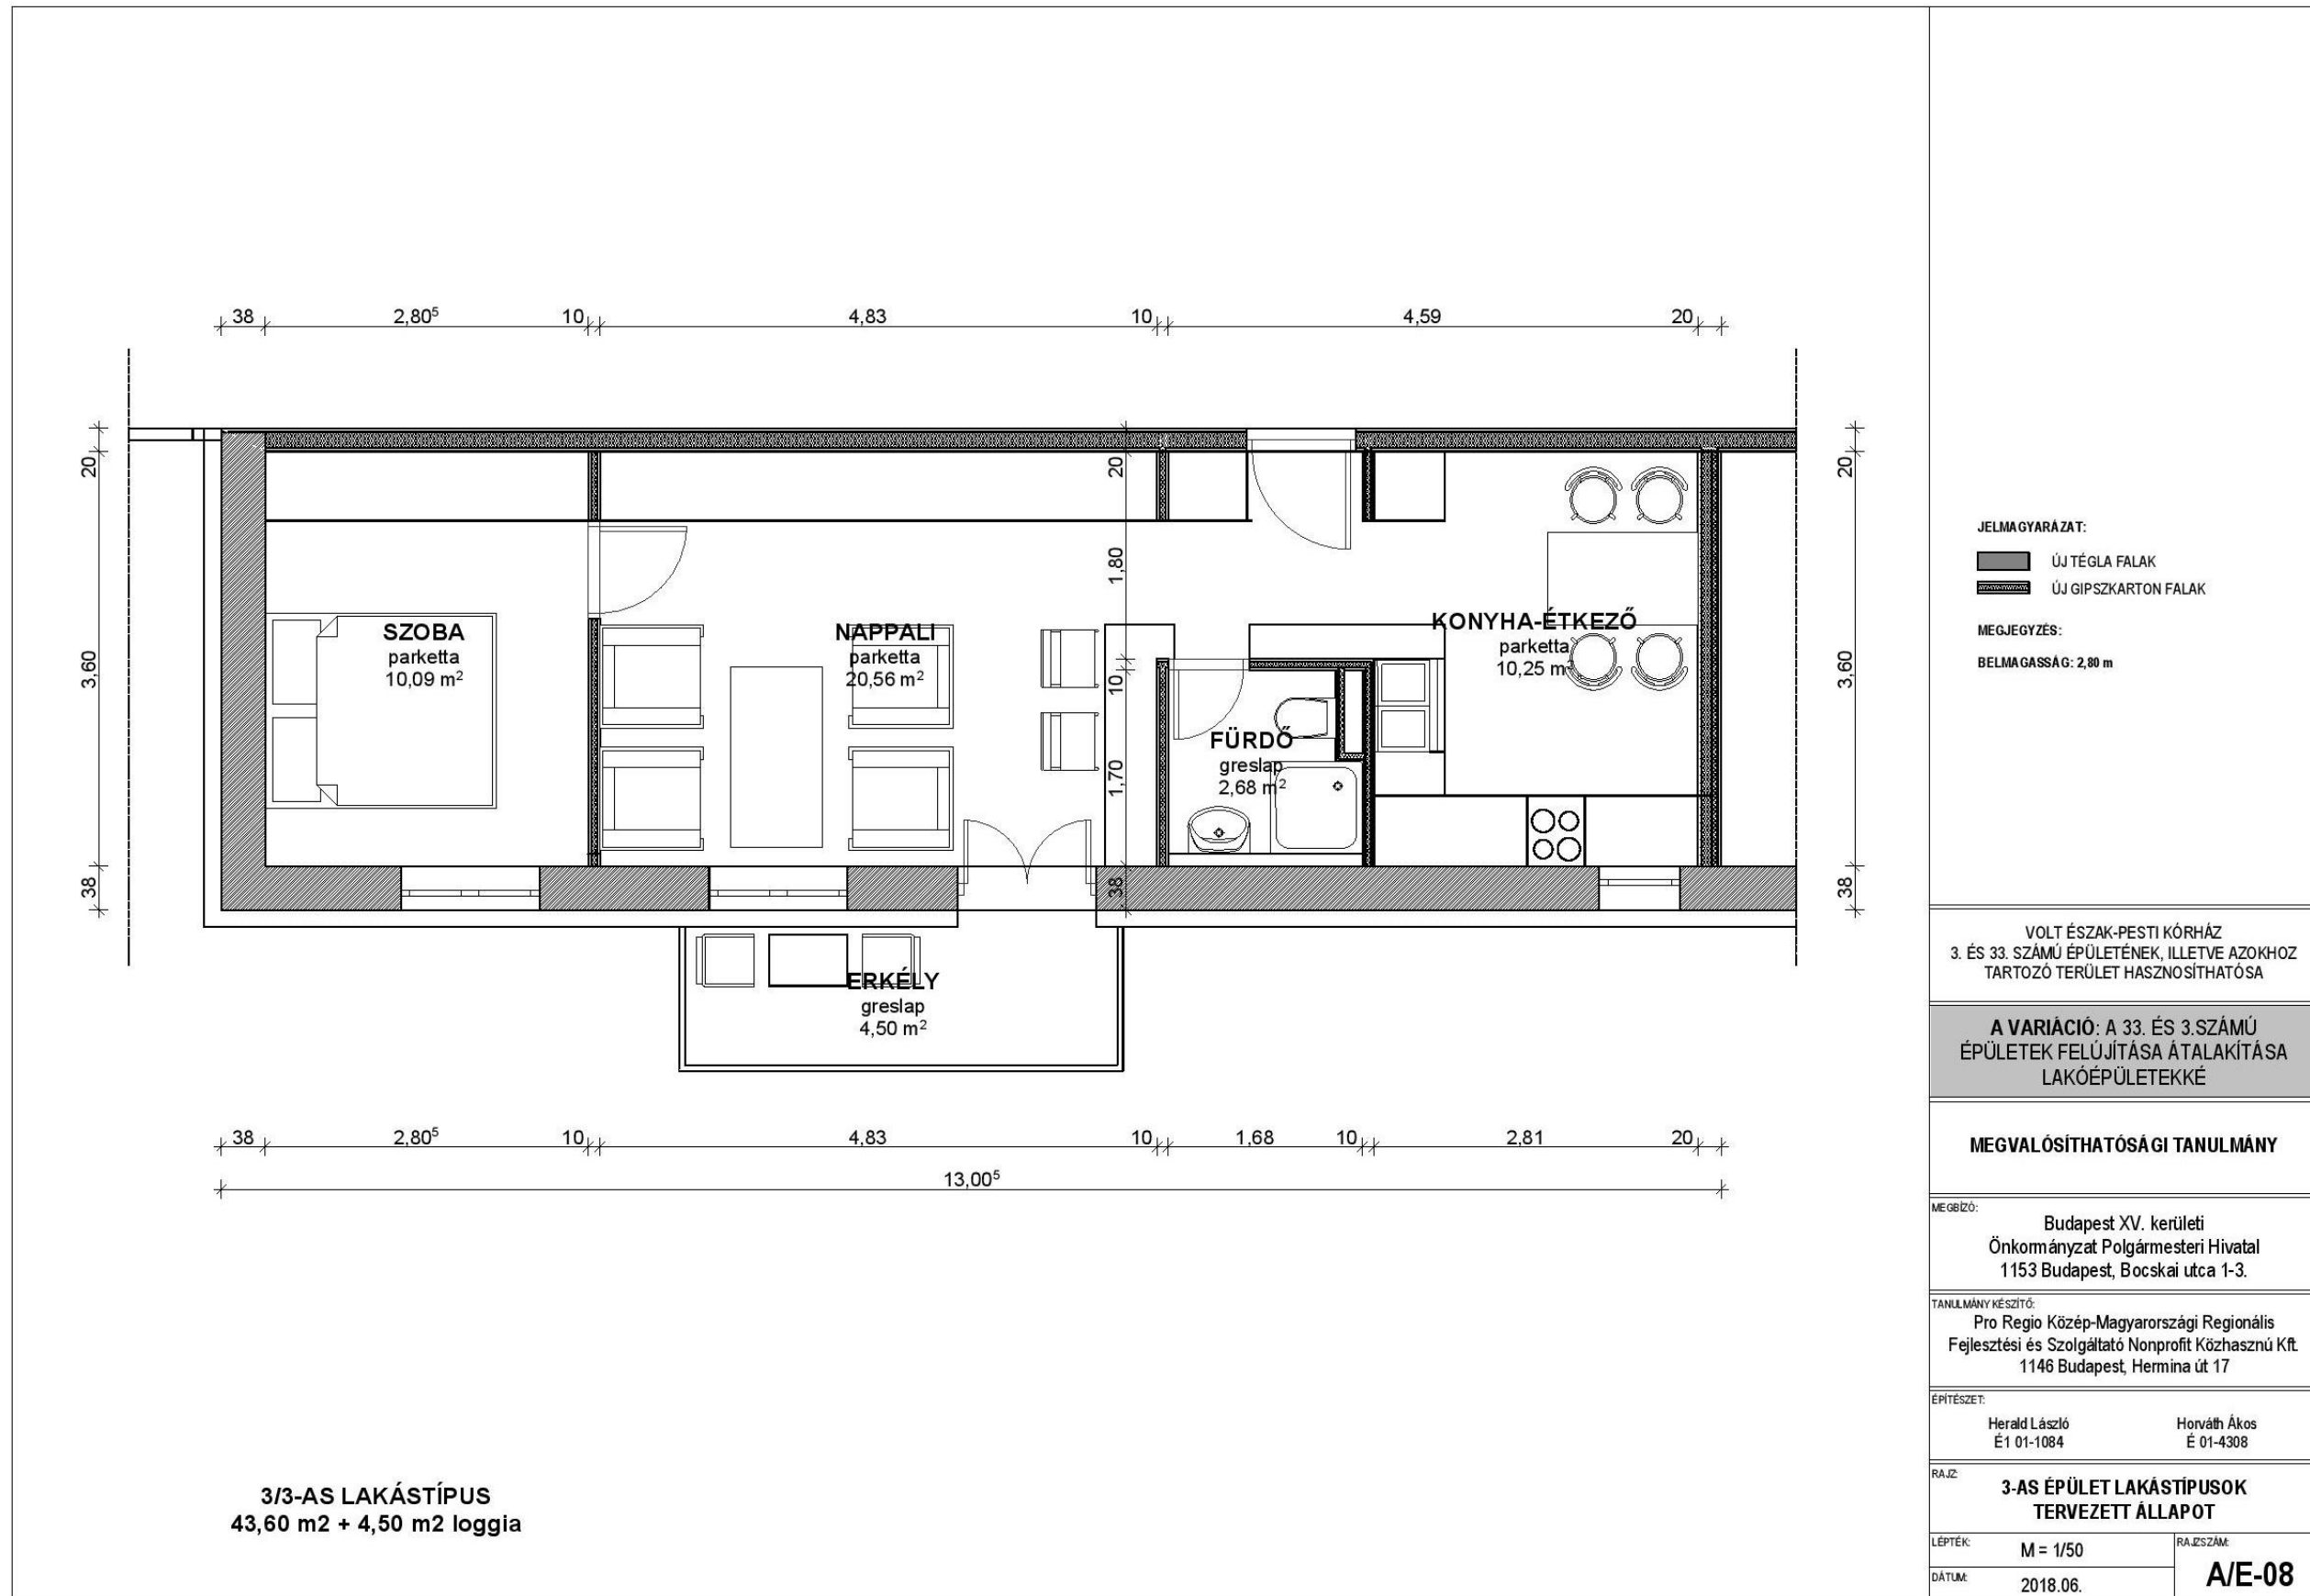 38 2,80⁵ 10 4,83 10 4,59 20
20
3,60
38
20
1,80
10
1,70
38
20
3,60
38
SZOBA
parketta
10,09 m²
NAPPALI
parketta
20,56 m²
KONYHA-ÉTKEZŐ
parketta
10,25 m²
FÜRDŐ
greslap
2,68 m²
ERKÉLY
greslap
4,50 m²
38 2,80⁵ 10 4,83 10 1,68 10 2,81 20
13,00⁵
3/3-AS LAKÁSTÍPUS
43,60 m2 + 4,50 m2 loggia
JELMAGYARÁZAT:
ÚJ TÉGLA FALAK
ÚJ GIPSZKARTON FALAK
MEGJEGYZÉS:
BELMAGASSÁG: 2,80 m
VOLT ÉSZAK-PESTI KÓRHÁZ
3. ÉS 33. SZÁMÚ ÉPÜLETÉNEK, ILLETVE AZOKHOZ
TARTOZÓ TERÜLET HASZNOSÍTHATÓSA
A VARIÁCIÓ: A 33. ÉS 3.SZÁMÚ
ÉPÜLETEK FELÚJÍTÁSA ÁTALAKÍTÁSA
LAKÓÉPÜLETEKKÉ
MEGVALÓSÍTHATÓSÁGI TANULMÁNY
MEGBÍZÓ:
Budapest XV. kerületi
Önkormányzat Polgármesteri Hivatal
1153 Budapest, Bocskai utca 1-3.
TANULMÁNY KÉSZÍTŐ:
Pro Regio Közép-Magyarországi Regionális
Fejlesztési és Szolgáltató Nonprofit Közhasznú Kft.
1146 Budapest, Hermina út 17
ÉPÍTÉSZET:
Herald László Horváth Ákos
É1 01-1084 É 01-4308
RAJZ:
3-AS ÉPÜLET LAKÁSTÍPUSOK
TERVEZETT ÁLLAPOT
LÉPTÉK: M = 1/50
RAJZSZÁM:
A/E-08
DÁTUM: 2018.06.